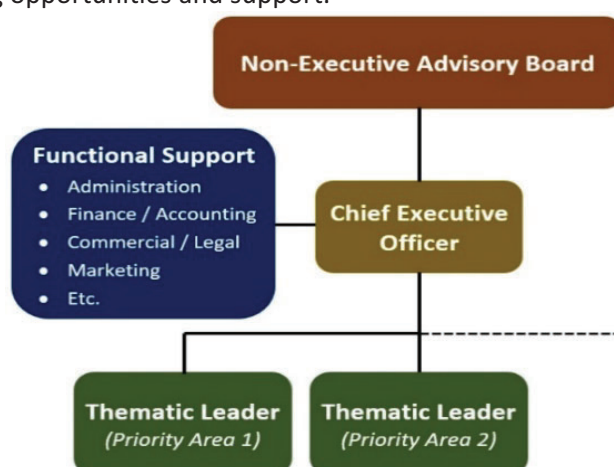 opportunities and support.
Non-Executive Advisory Board
Functional Support
• Administration
• Finance / Accounting
• Commercial / Legal
• Marketing
• Etc.
Chief Executive
Officer
Thematic Leader
(Priority Area 1)
Thematic Leader
(Priority Area 2)